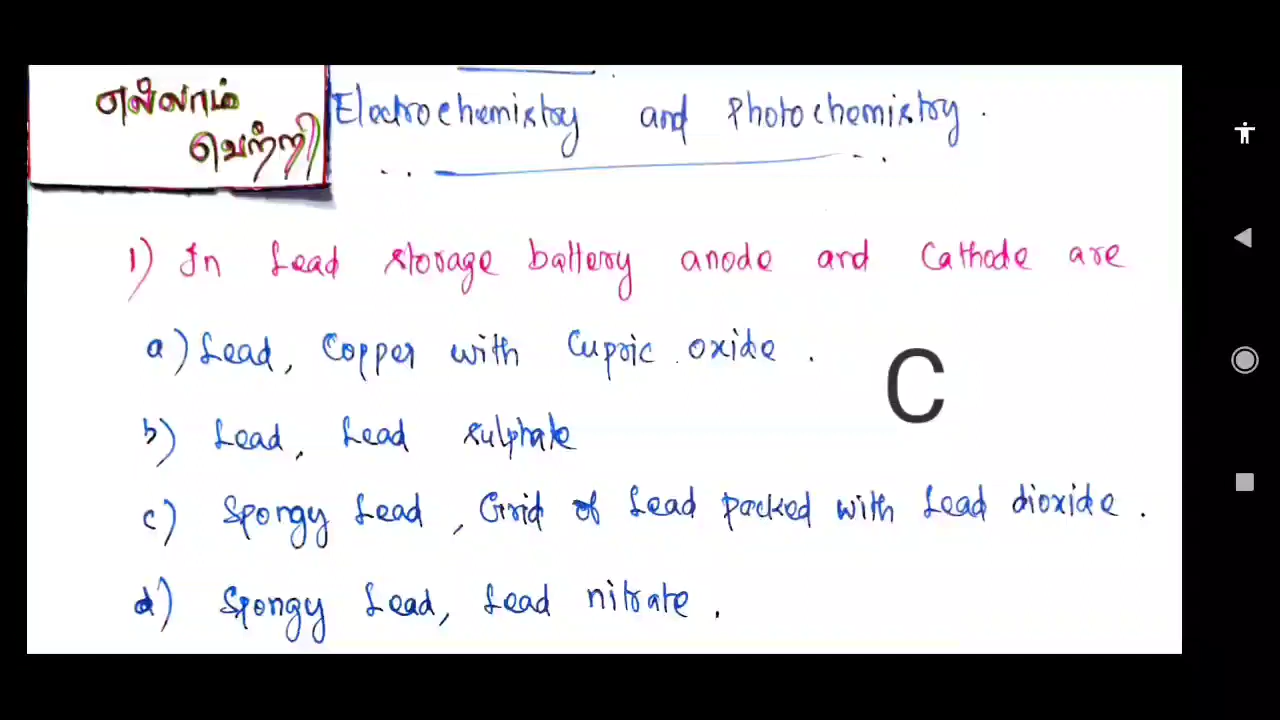 எல்லாம்
வெற்றி
Electrochemistry and Photochemistry.
1) In Lead storage battery anode and Cathode are
a) Lead, Copper with Cupric oxide.
C
b) Lead, Lead sulphate
c) Spongy Lead, Grid of Lead packed with Lead dioxide.
d) Spongy Lead, Lead nitrate.